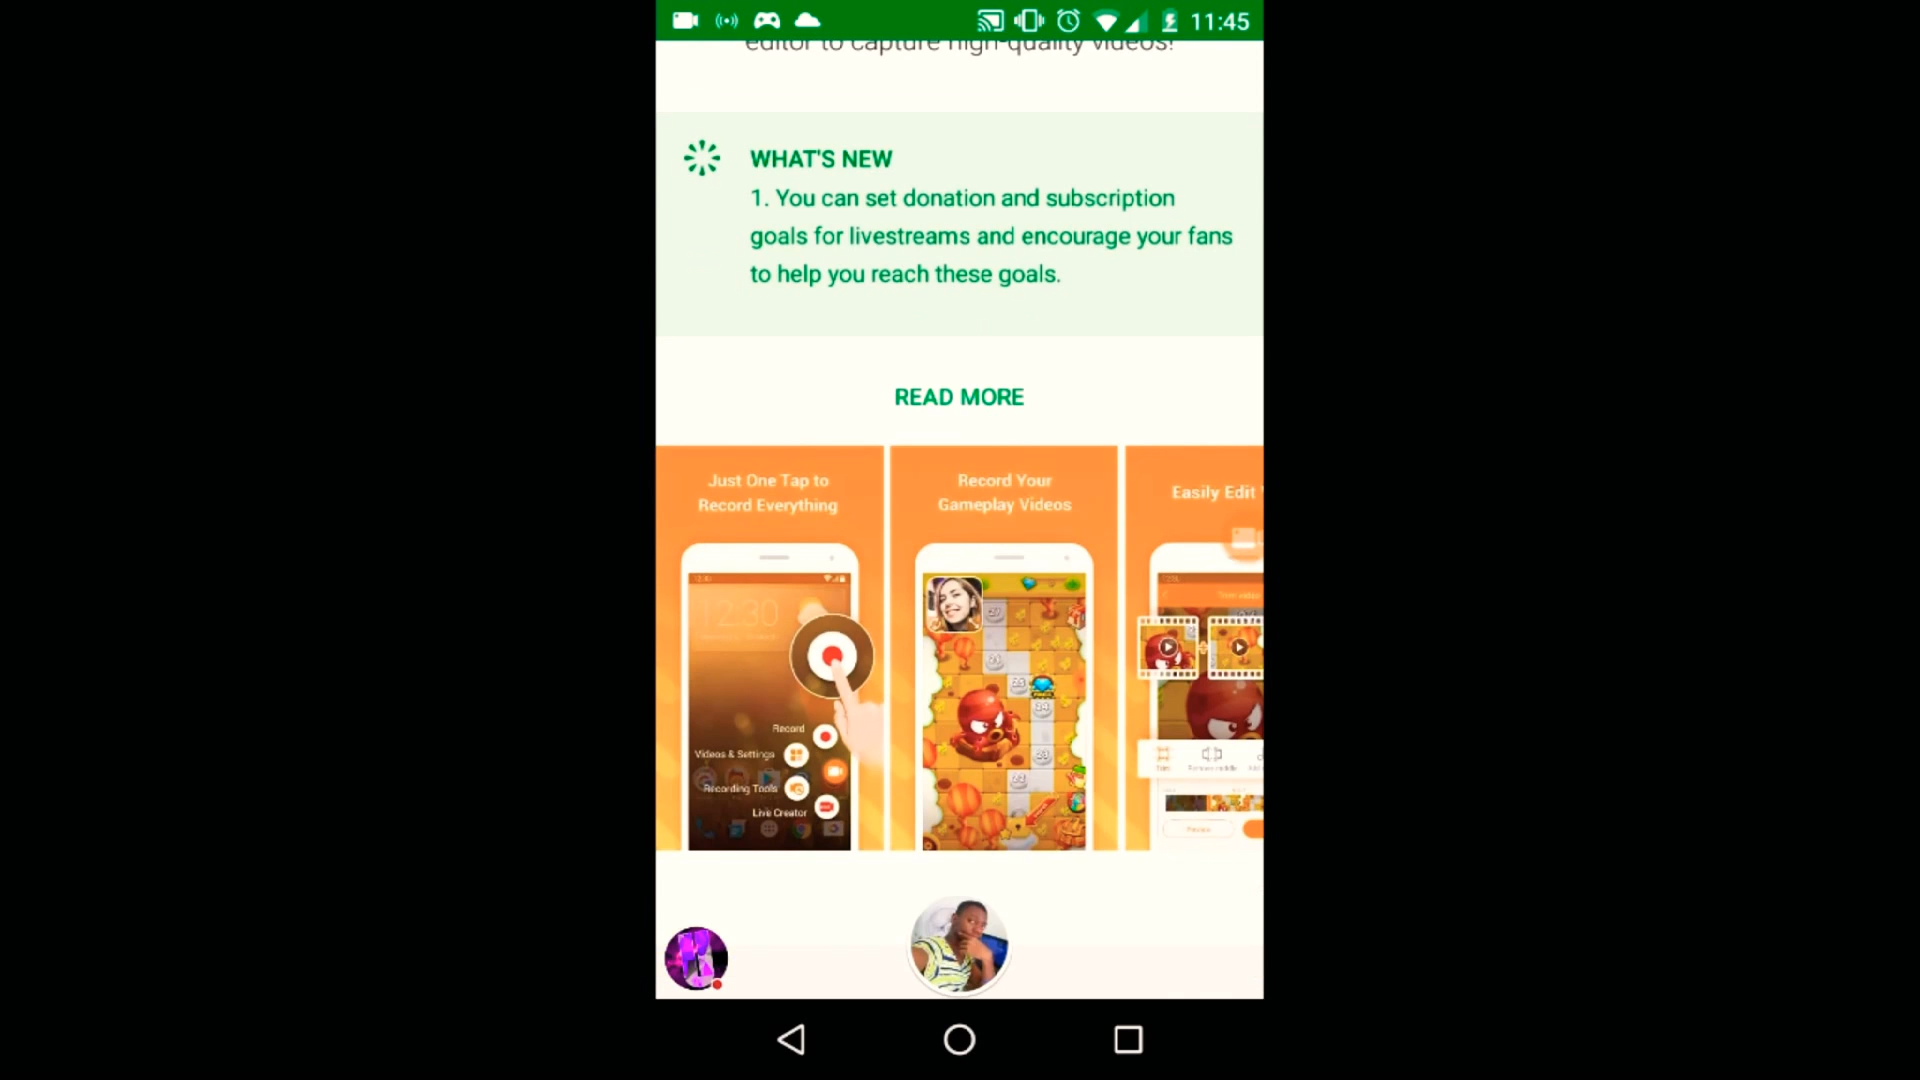 11:45
editor to capture high-quality videos!
WHAT'S NEW
1. You can set donation and subscription
goals for livestreams and encourage your fans
to help you reach these goals.
READ MORE
Just One Tap to
Record Everything
12:30
Record
Videos & Settings
Recording Tools
Live Creator
Record Your
Gameplay Videos
Easily Edit